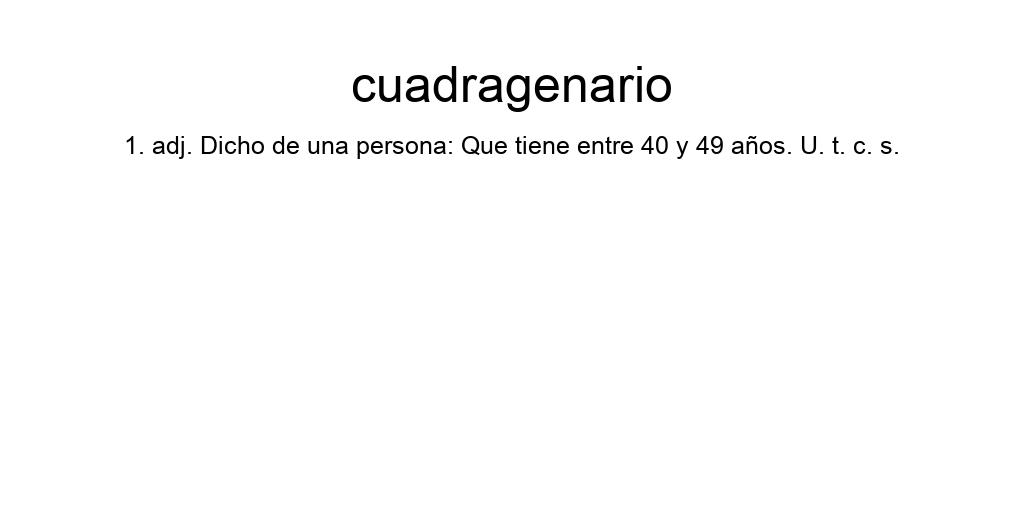 cuadragenario
1. adj. Dicho de una persona: Que tiene entre 40 y 49 años. U. t. c. s.